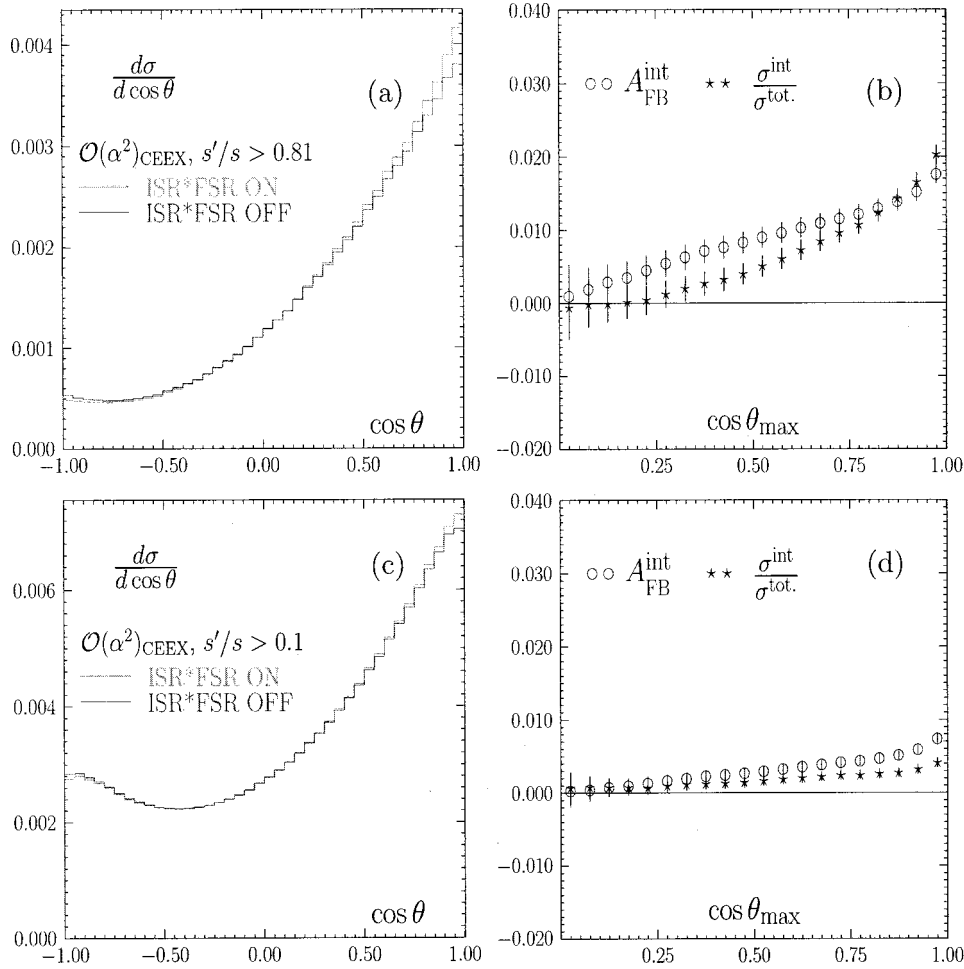 0.004
dσ
d cos θ
(a)
O(α²)CEEX, s′/s > 0.81
ISR*FSR ON
ISR*FSR OFF
0.003
0.002
0.001
0.000
cos θ
−1.00 −0.50 0.00 0.50 1.00
0.040
(b)
A_FB^int
σ^int
σ^tot.
0.030
0.020
0.010
0.000
−0.010
−0.020
cos θ_max
0.25 0.50 0.75 1.00
dσ
d cos θ
(c)
0.006
O(α²)CEEX, s′/s > 0.1
ISR*FSR ON
ISR*FSR OFF
0.004
0.002
0.000
cos θ
−1.00 −0.50 0.00 0.50 1.00
0.040
(d)
A_FB^int
σ^int
σ^tot.
0.030
0.020
0.010
0.000
−0.010
−0.020
cos θ_max
0.25 0.50 0.75 1.00